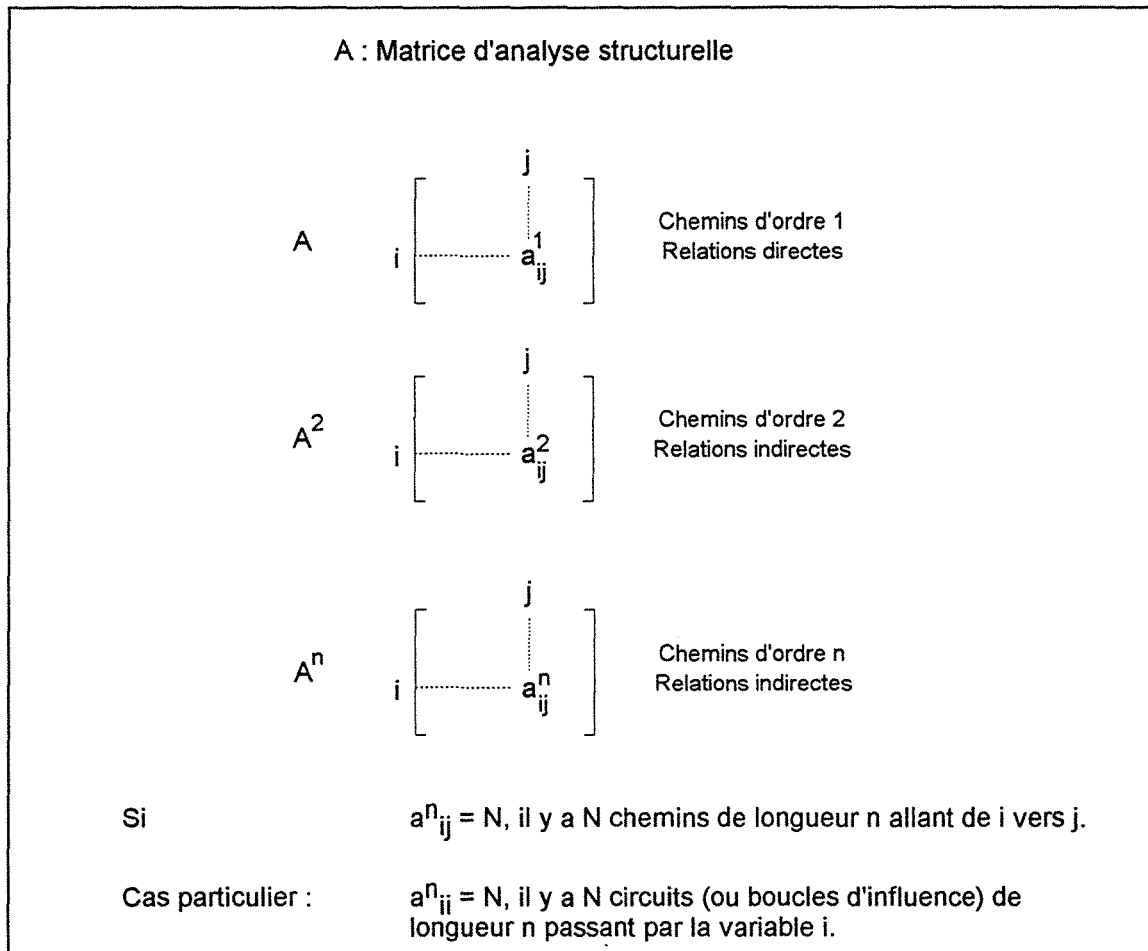 A : Matrice d'analyse structurelle
j
A i a¹ij
Chemins d'ordre 1
Relations directes
j
A² i a²ij
Chemins d'ordre 2
Relations indirectes
j
Aⁿ i aⁿij
Chemins d'ordre n
Relations indirectes
Si aⁿij = N, il y a N chemins de longueur n allant de i vers j.
Cas particulier : aⁿii = N, il y a N circuits (ou boucles d'influence) de
longueur n passant par la variable i.